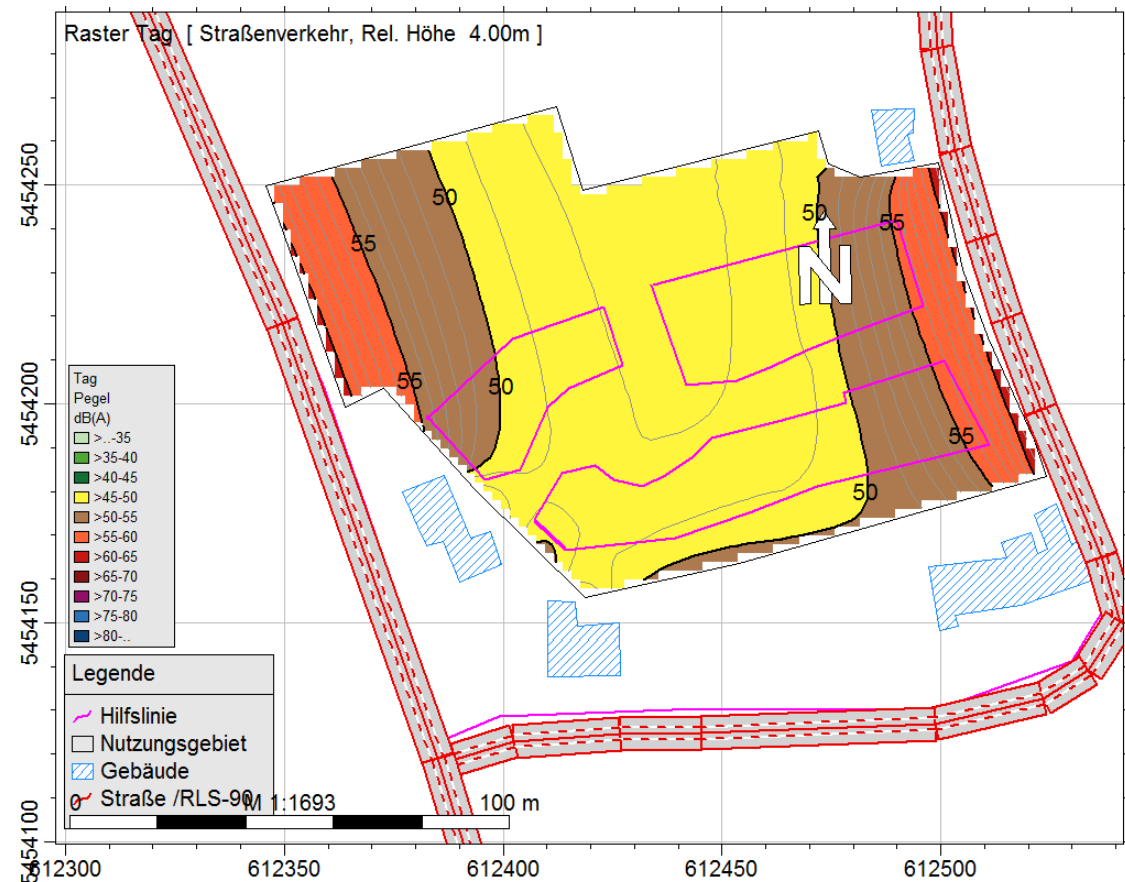 Raster Tag [ Straßenverkehr, Rel. Höhe 4.00m ]
5454250
50
50
55
55
N
5454200
55
50
55
50
Tag
Pegel
dB(A)
>..-35
>35-40
>40-45
>45-50
>50-55
>55-60
>60-65
>65-70
>70-75
>75-80
>80-..
5454150
Legende
Hilfslinie
Nutzungsgebiet
Gebäude
Straße /RLS-90
0 M 1:1693 100 m
5454100
612300 612350 612400 612450 612500